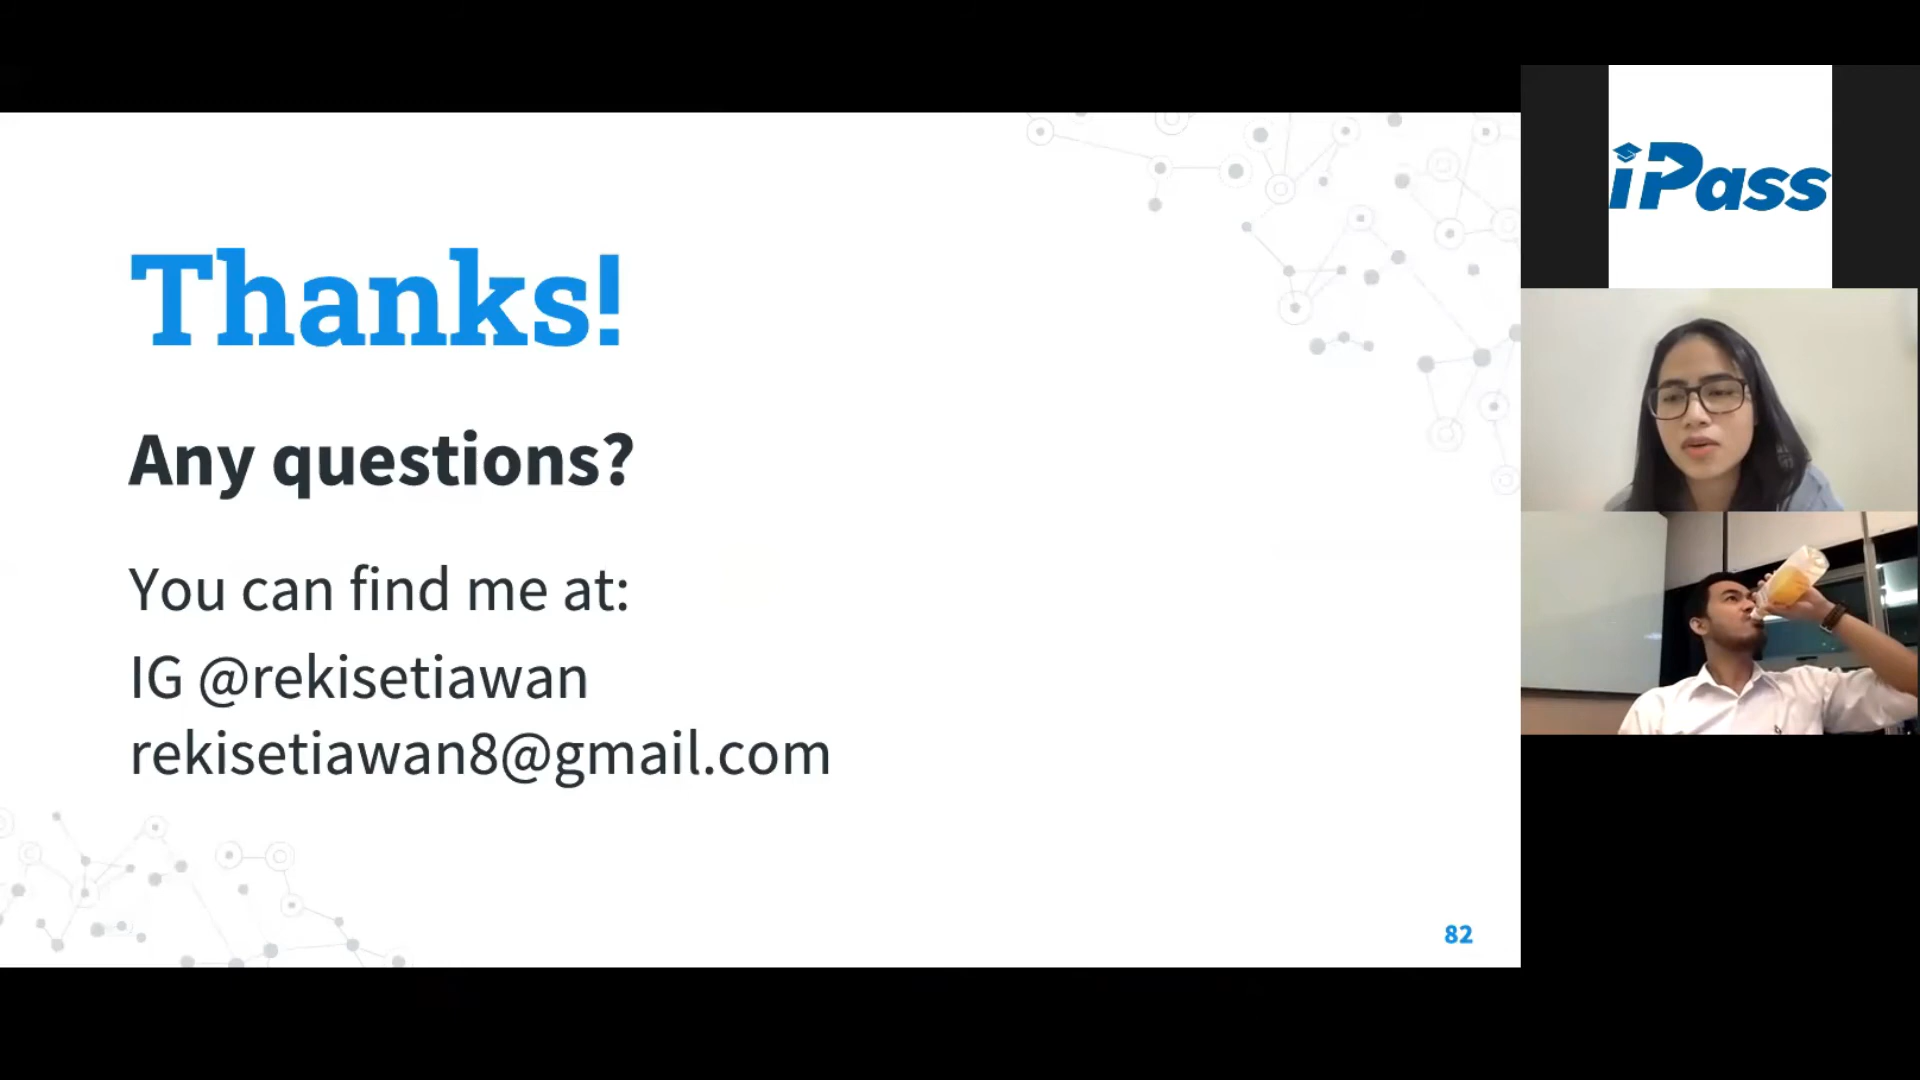 Thanks!
Any questions?
You can find me at:
IG @rekisetiawan
rekisetiawan8@gmail.com
82
iPass